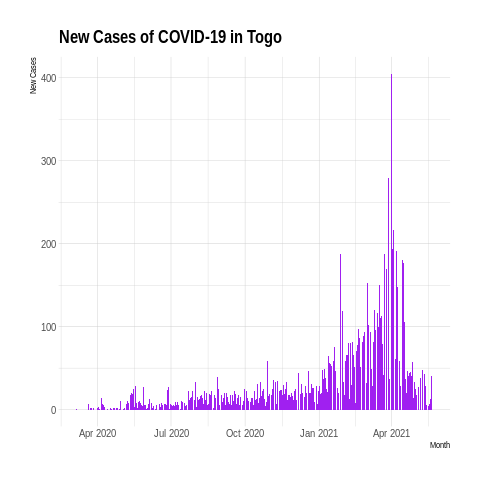 New Cases of COVID-19 in Togo
New Cases
400
300
200
100
0
Apr 2020
Jul 2020
Oct 2020
Jan 2021
Apr 2021
Month